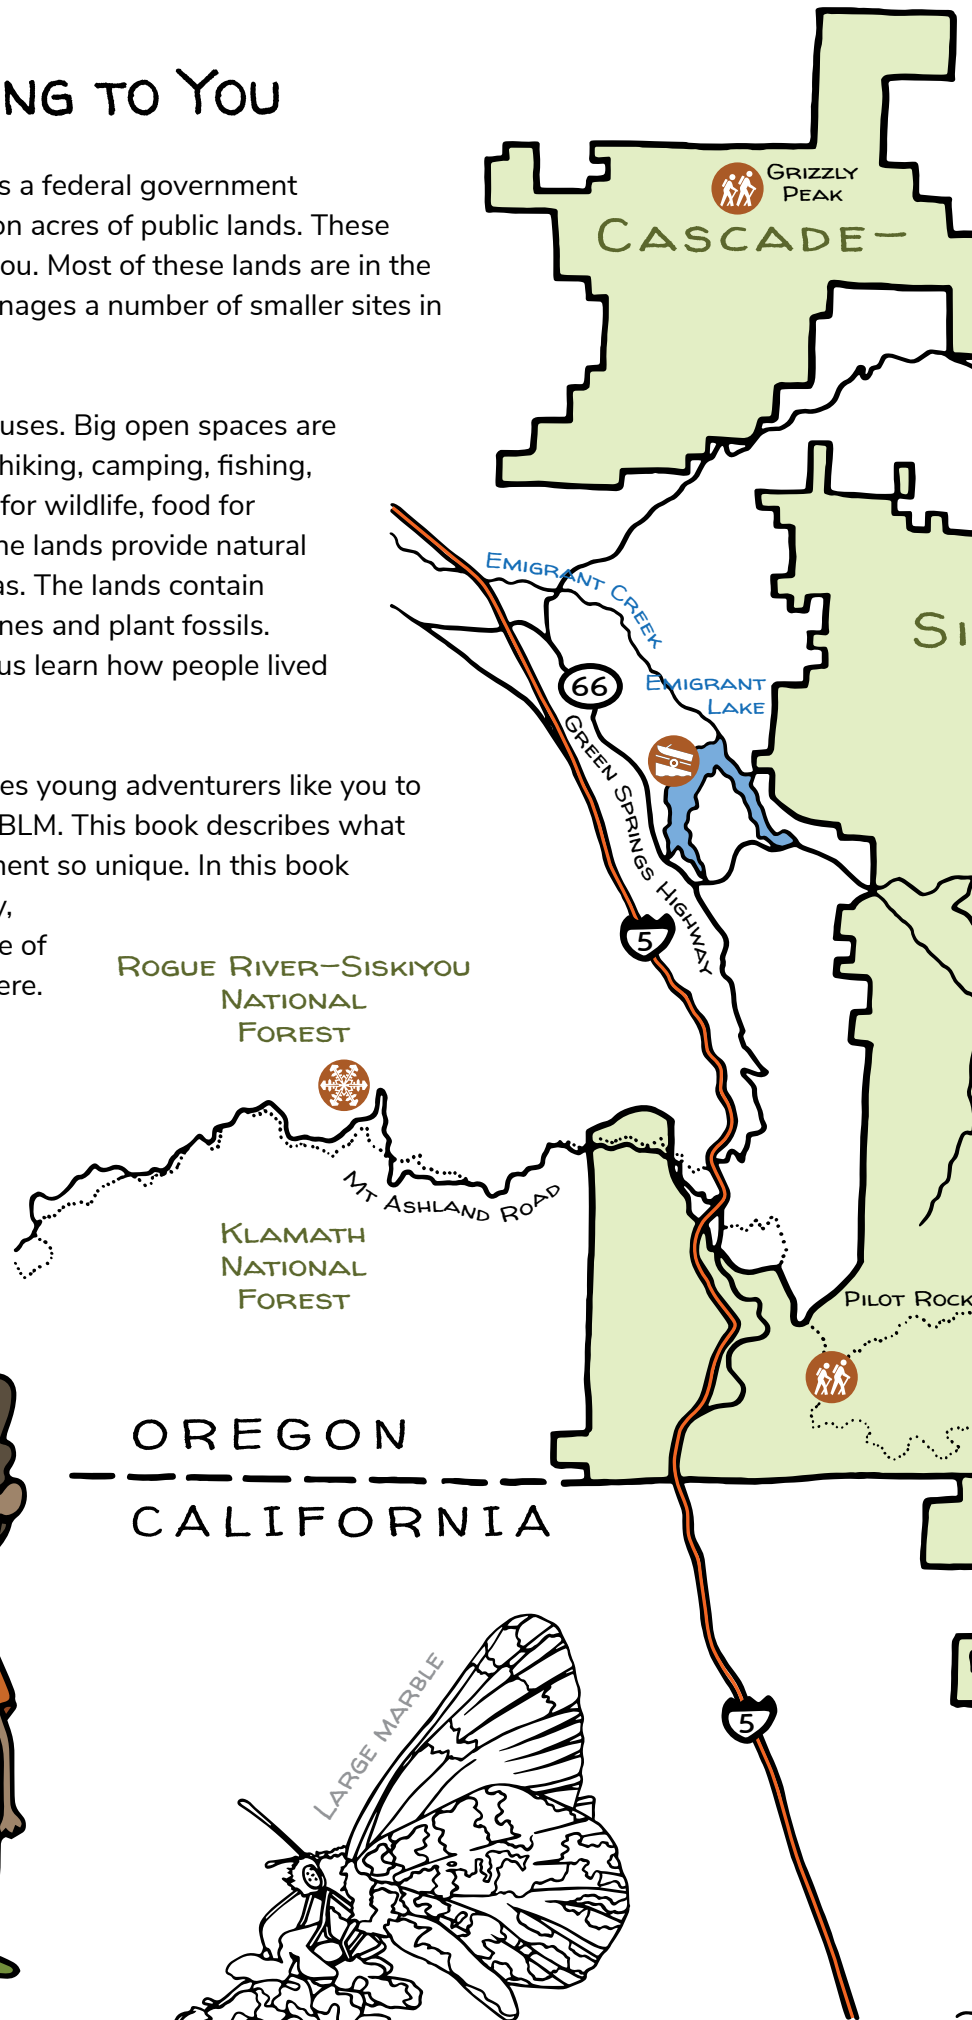 NG TO YOU
s a federal government
on acres of public lands. These
ou. Most of these lands are in the
nages a number of smaller sites in
uses. Big open spaces are
hiking, camping, fishing,
for wildlife, food for
ne lands provide natural
as. The lands contain
nes and plant fossils.
us learn how people lived
es young adventurers like you to
BLM. This book describes what
nent so unique. In this book
y,
e of
ere.
GRIZZLY
PEAK
CASCADE-
SI
EMIGRANT CREEK
66
EMIGRANT
LAKE
GREEN SPRINGS HIGHWAY
5
ROGUE RIVER-SISKIYOU
NATIONAL
FOREST
MT ASHLAND ROAD
KLAMATH
NATIONAL
FOREST
PILOT ROCK
OREGON
CALIFORNIA
LARGE MARBLE
5